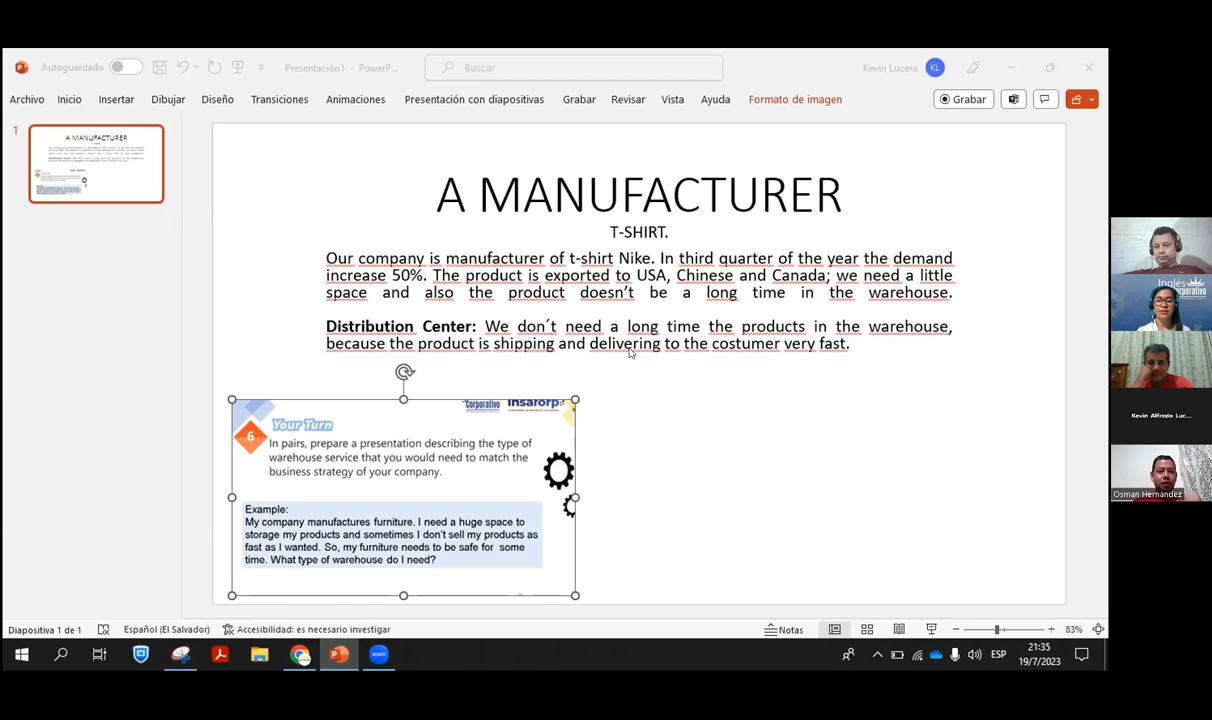 Autoguardado
Presentación1 - PowerP...
Buscar
Kevin Lucero
KL
Archivo Inicio Insertar Dibujar Diseño Transiciones Animaciones Presentación con diapositivas Grabar Revisar Vista Ayuda Formato de imagen
Grabar
1
A MANUFACTURER
A MANUFACTURER
T-SHIRT.
Our company is manufacturer of t-shirt Nike. In third quarter of the year the demand
increase 50%. The product is exported to USA, Chinese and Canada; we need a little
space and also the product doesn't be a long time in the warehouse.
Distribution Center: We don´t need a long time the products in the warehouse,
because the product is shipping and delivering to the costumer very fast.
Corporativo
Insaforp
Your Turn
6
In pairs, prepare a presentation describing the type of
warehouse service that you would need to match the
business strategy of your company.
Example:
My company manufactures furniture. I need a huge space to
storage my products and sometimes I don't sell my products as
fast as I wanted. So, my furniture needs to be safe for some
time. What type of warehouse do I need?
Inglés
Kevin Alfredo Luc...
Osman Hernandez
Diapositiva 1 de 1
Español (El Salvador)
Accesibilidad: es necesario investigar
Notas
83%
zoom
ESP
21:35
19/7/2023